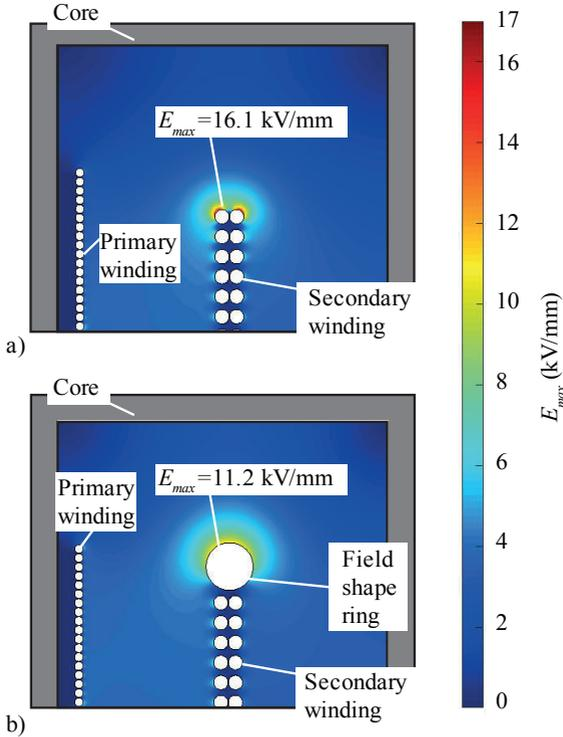 Core
E_max=16.1 kV/mm
Primary
winding
Secondary
winding
a)
Core
E_max=11.2 kV/mm
Primary
winding
Field
shape
ring
Secondary
winding
b)
17
16
14
12
10
8
6
4
2
0
E_max (kV/mm)